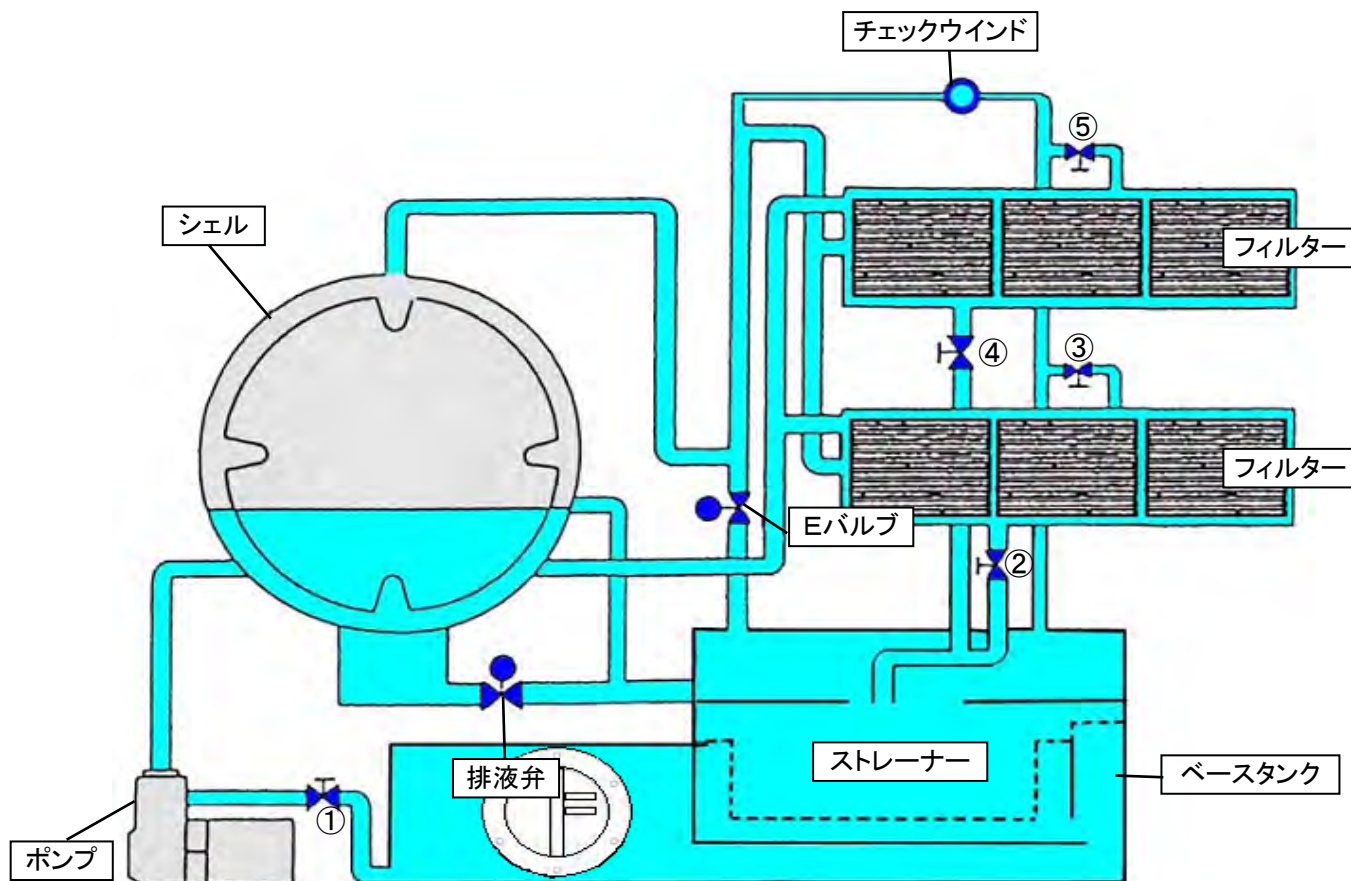 チェックウインド
⑤
シェル
フィルター
④
③
フィルター
Eバルブ
②
ストレーナー
排液弁
ベースタンク
①
ポンプ